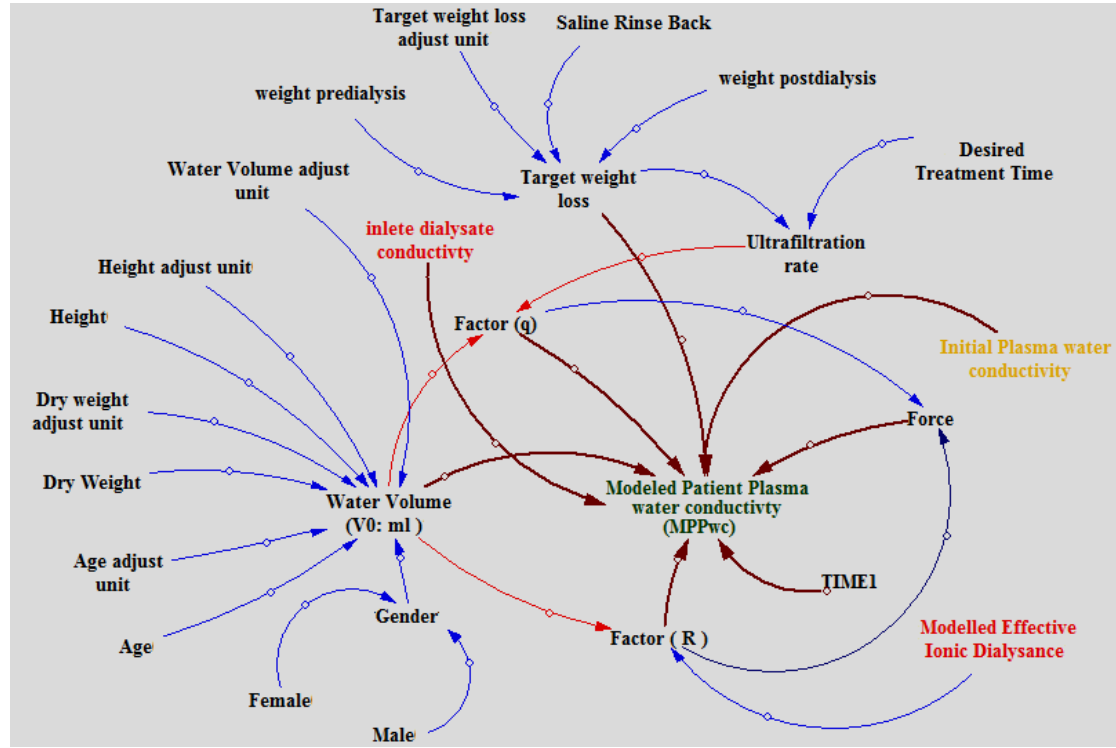 Target weight loss
adjust unit
Saline Rinse Back
weight predialysis
weight postdialysis
Water Volume adjust
unit
Desired
Treatment Time
Target weight
loss
inlete dialysate
conductivty
Ultrafiltration
rate
Height adjust unit
Height
Factor (q)
Initial Plasma water
conductivity
Dry weight
adjust unit
Force
Dry Weight
Water Volume
(V0: ml )
Modeled Patient Plasma
water conductivty
(MPPwc)
Age adjust
unit
TIME1
Gender
Factor ( R )
Modelled Effective
Ionic Dialysance
Age
Female
Male